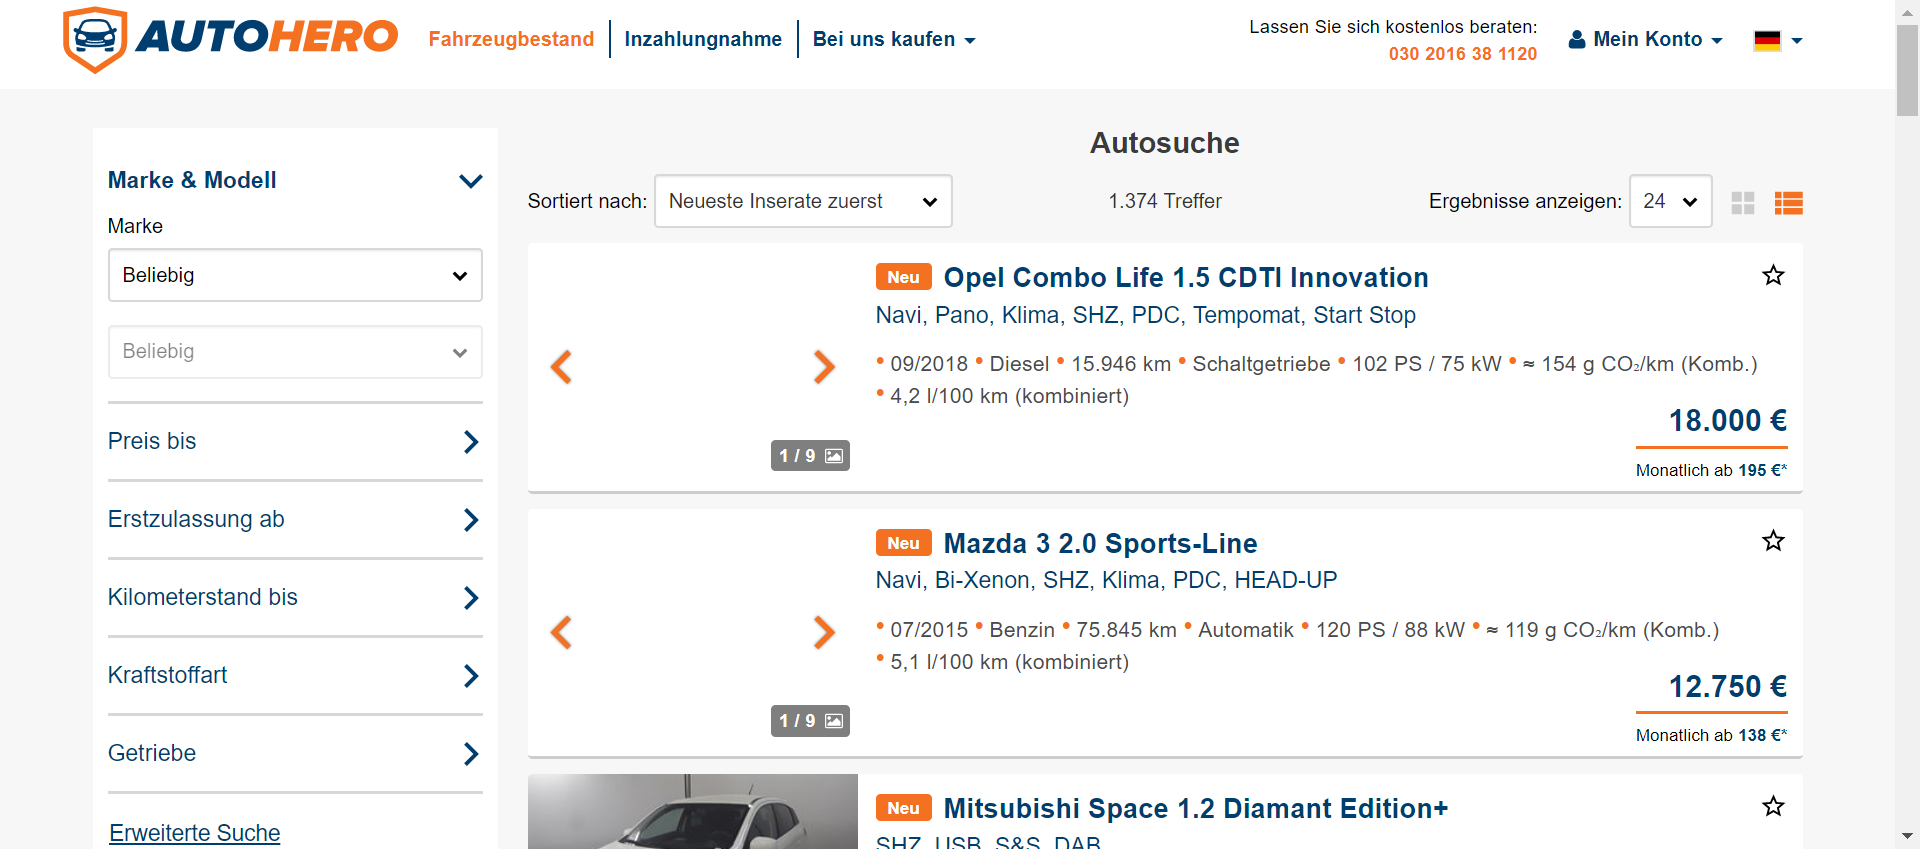 AUTOHERO
Fahrzeugbestand
Inzahlungnahme
Bei uns kaufen
Lassen Sie sich kostenlos beraten:
030 2016 38 1120
Mein Konto
Marke & Modell
Marke
Beliebig
Beliebig
Preis bis
Erstzulassung ab
Kilometerstand bis
Kraftstoffart
Getriebe
Erweiterte Suche
Autosuche
Sortiert nach: Neueste Inserate zuerst
1.374 Treffer
Ergebnisse anzeigen: 24
Neu Opel Combo Life 1.5 CDTI Innovation
Navi, Pano, Klima, SHZ, PDC, Tempomat, Start Stop
• 09/2018 • Diesel • 15.946 km • Schaltgetriebe • 102 PS / 75 kW • ≈ 154 g CO₂/km (Komb.)
• 4,2 l/100 km (kombiniert)
18.000 €
1 / 9
Monatlich ab 195 €*
Neu Mazda 3 2.0 Sports-Line
Navi, Bi-Xenon, SHZ, Klima, PDC, HEAD-UP
• 07/2015 • Benzin • 75.845 km • Automatik • 120 PS / 88 kW • ≈ 119 g CO₂/km (Komb.)
• 5,1 l/100 km (kombiniert)
12.750 €
1 / 9
Monatlich ab 138 €*
Neu Mitsubishi Space 1.2 Diamant Edition+
SHZ, USB, S&S, DAB